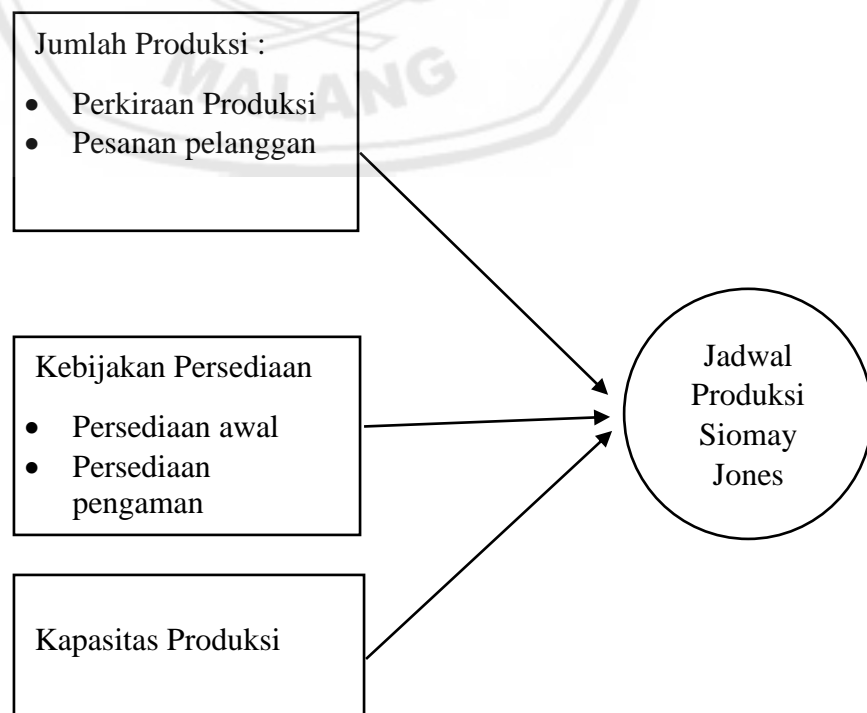 MALANG
Jumlah Produksi :
• Perkiraan Produksi
• Pesanan pelanggan
Kebijakan Persediaan
• Persediaan awal
• Persediaan
pengaman
Kapasitas Produksi
Jadwal
Produksi
Siomay
Jones